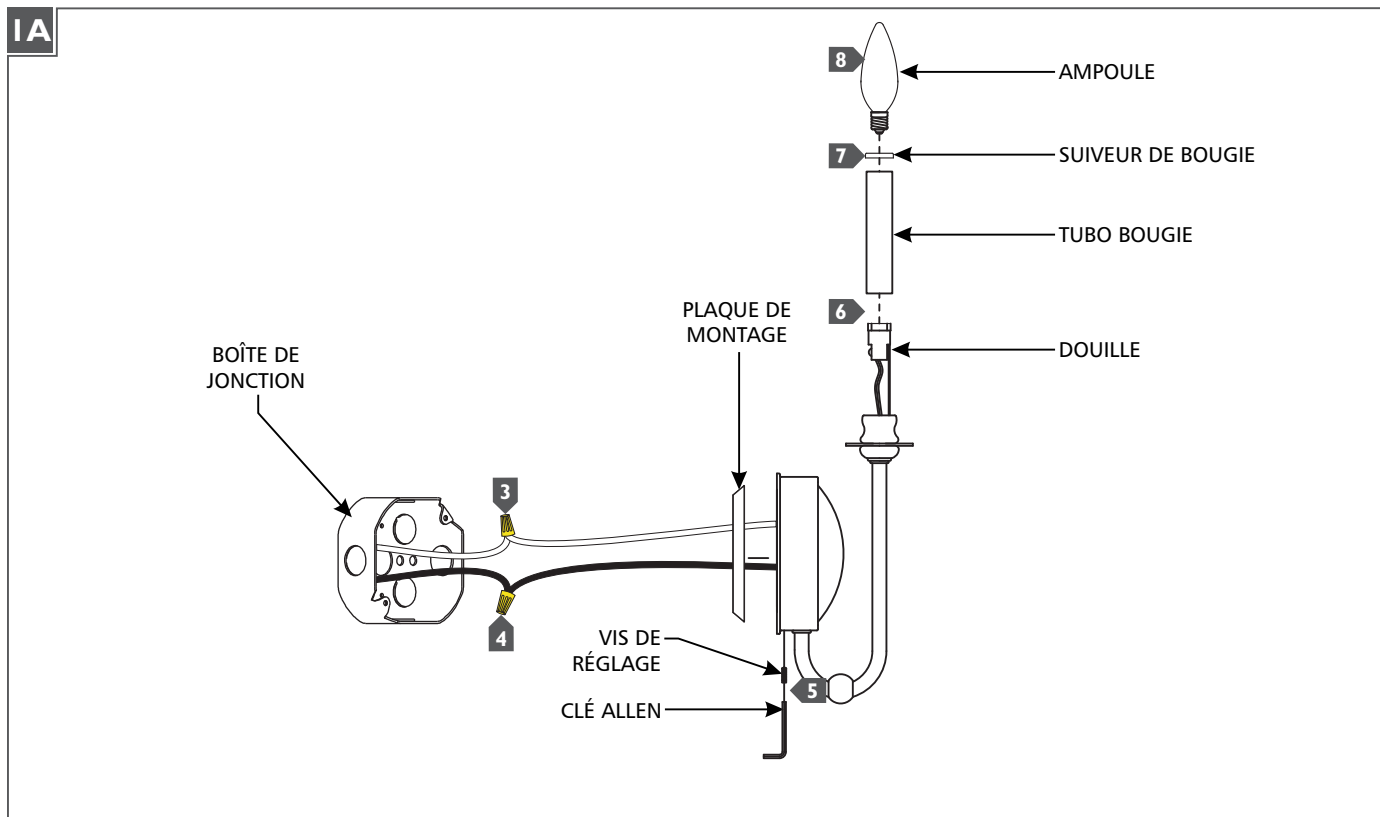 1A
8
AMPOULE
7
SUIVEUR DE BOUGIE
TUBO BOUGIE
6
PLAQUE DE
MONTAGE
DOUILLE
BOÎTE DE
JONCTION
3
4
VIS DE
RÉGLAGE
5
CLÉ ALLEN